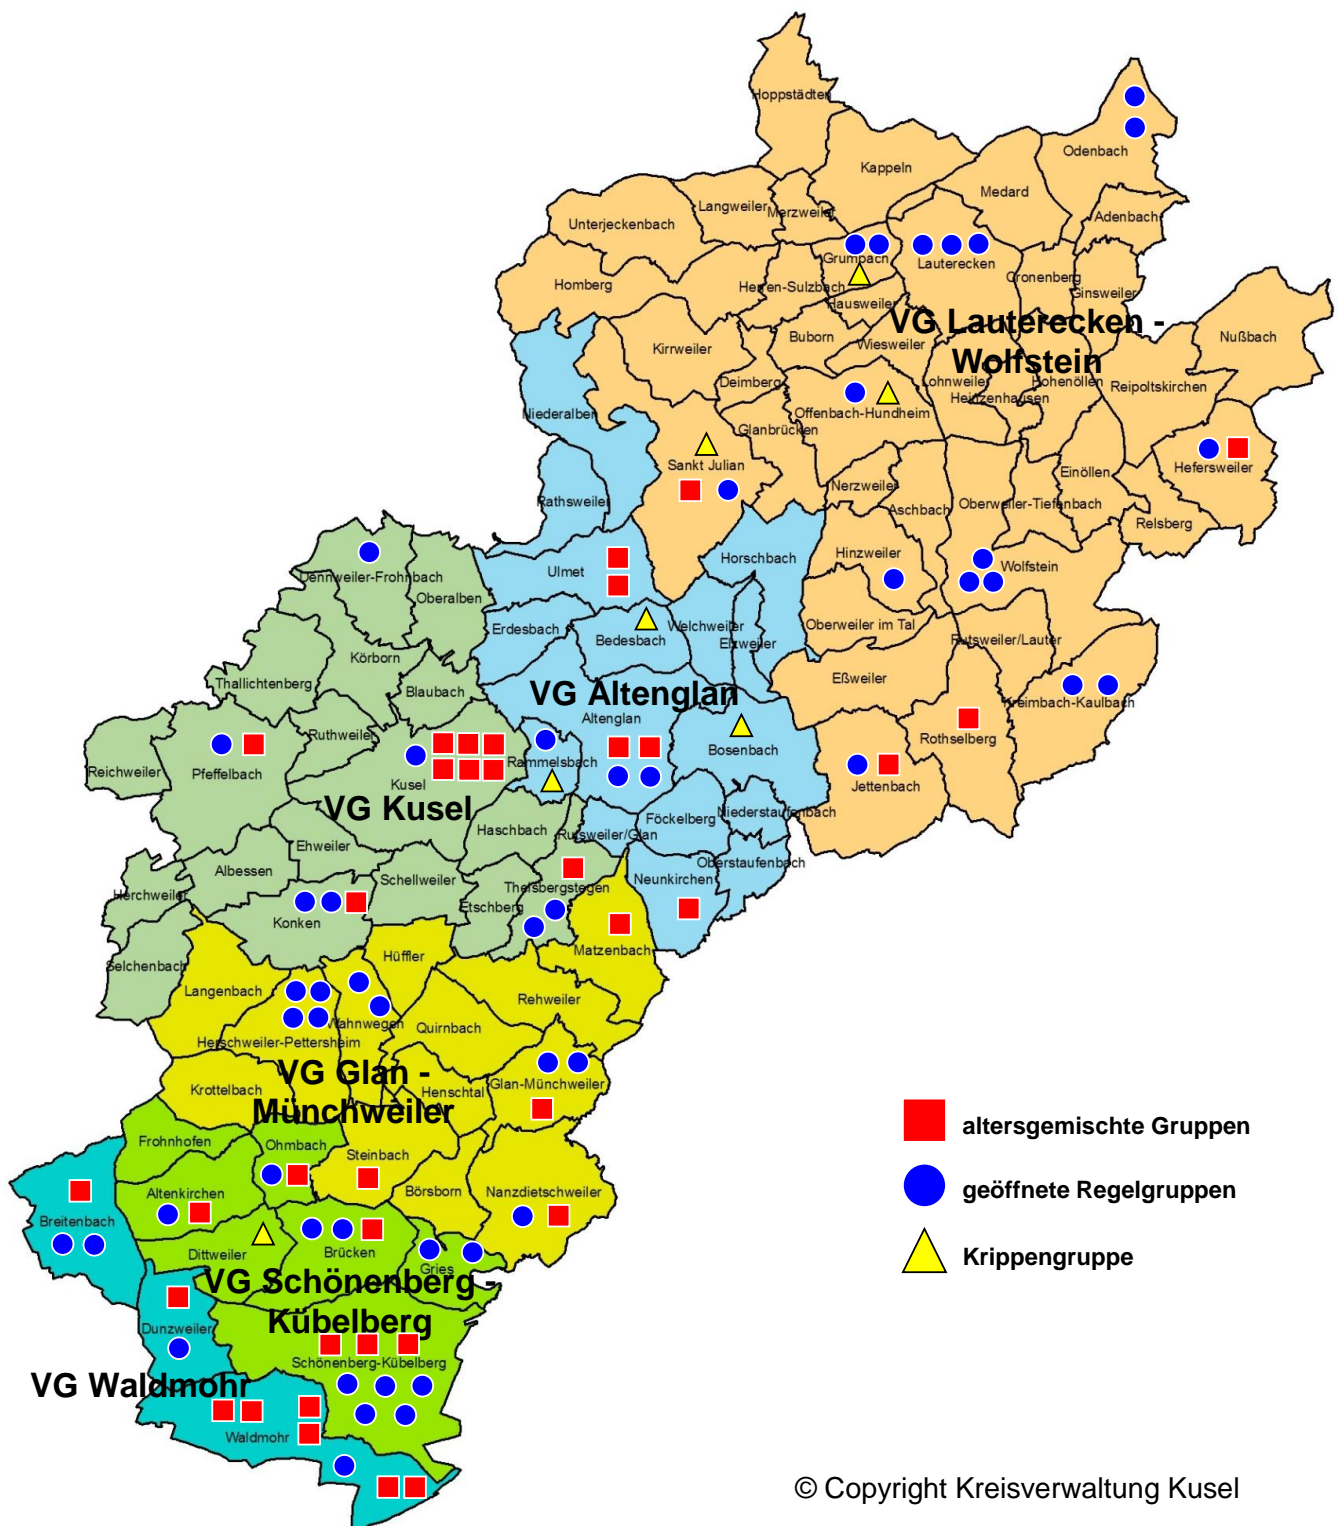 Hoppstädten
Odenbach
Kappeln
Medard
Langweiler
Merzweiler
Adenbach
Unterjeckenbach
Grumbach
Lauterecken
Cronenberg
Homberg
Herren-Sulzbach
Ginsweiler
Hausweiler
VG Lauterecken -
Wolfstein
Nußbach
Buborn
Wiesweiler
Kirrweiler
Deimberg
Lohnweiler
Hohenöllen
Heinzenhausen
Reipoltskirchen
Niederalben
Offenbach-Hundheim
Glanbrücken
Sankt Julian
Hefersweiler
Einöllen
Nerzweiler
Rathsweiler
Aschbach
Oberweiler-Tiefenbach
Relsberg
Horschbach
Hinzweiler
Wolfstein
Ulmet
Dennweiler-Frohnbach
Oberalben
Erdesbach
Bedesbach
Welchweiler
Elzweiler
Oberweiler im Tal
Rutsweiler/Lauter
Körborn
Thallichtenberg
Blaubach
VG Altenglan
Eßweiler
Kreimbach-Kaulbach
Altenglan
Ruthweiler
Rothselberg
Bosenbach
Reichweiler
Pfeffelbach
Rammelsbach
Kusel
Jettenbach
VG Kusel
Niederstaufenbach
Föckelberg
Haschbach
Rutsweiler/Glan
Ehweiler
Oberstaufenbach
Albessen
Schellweiler
Neunkirchen
Theisbergstegen
Herchweiler
Etschberg
Konken
Matzenbach
Hüffler
Selchenbach
Langenbach
Rehweiler
Wahnwegen
Quirnbach
Herschweiler-Pettersheim
VG Glan -
Münchweiler
Glan-Münchweiler
Krottelbach
Henschtal
altersgemischte Gruppen
Frohnhofen
Ohmbach
Steinbach
Altenkirchen
Börsborn
Nanzdietschweiler
geöffnete Regelgruppen
Breitenbach
Dittweiler
Brücken
Gries
Krippengruppe
VG Schönenberg -
Kübelberg
Dunzweiler
Schönenberg-Kübelberg
VG Waldmohr
Waldmohr
© Copyright Kreisverwaltung Kusel